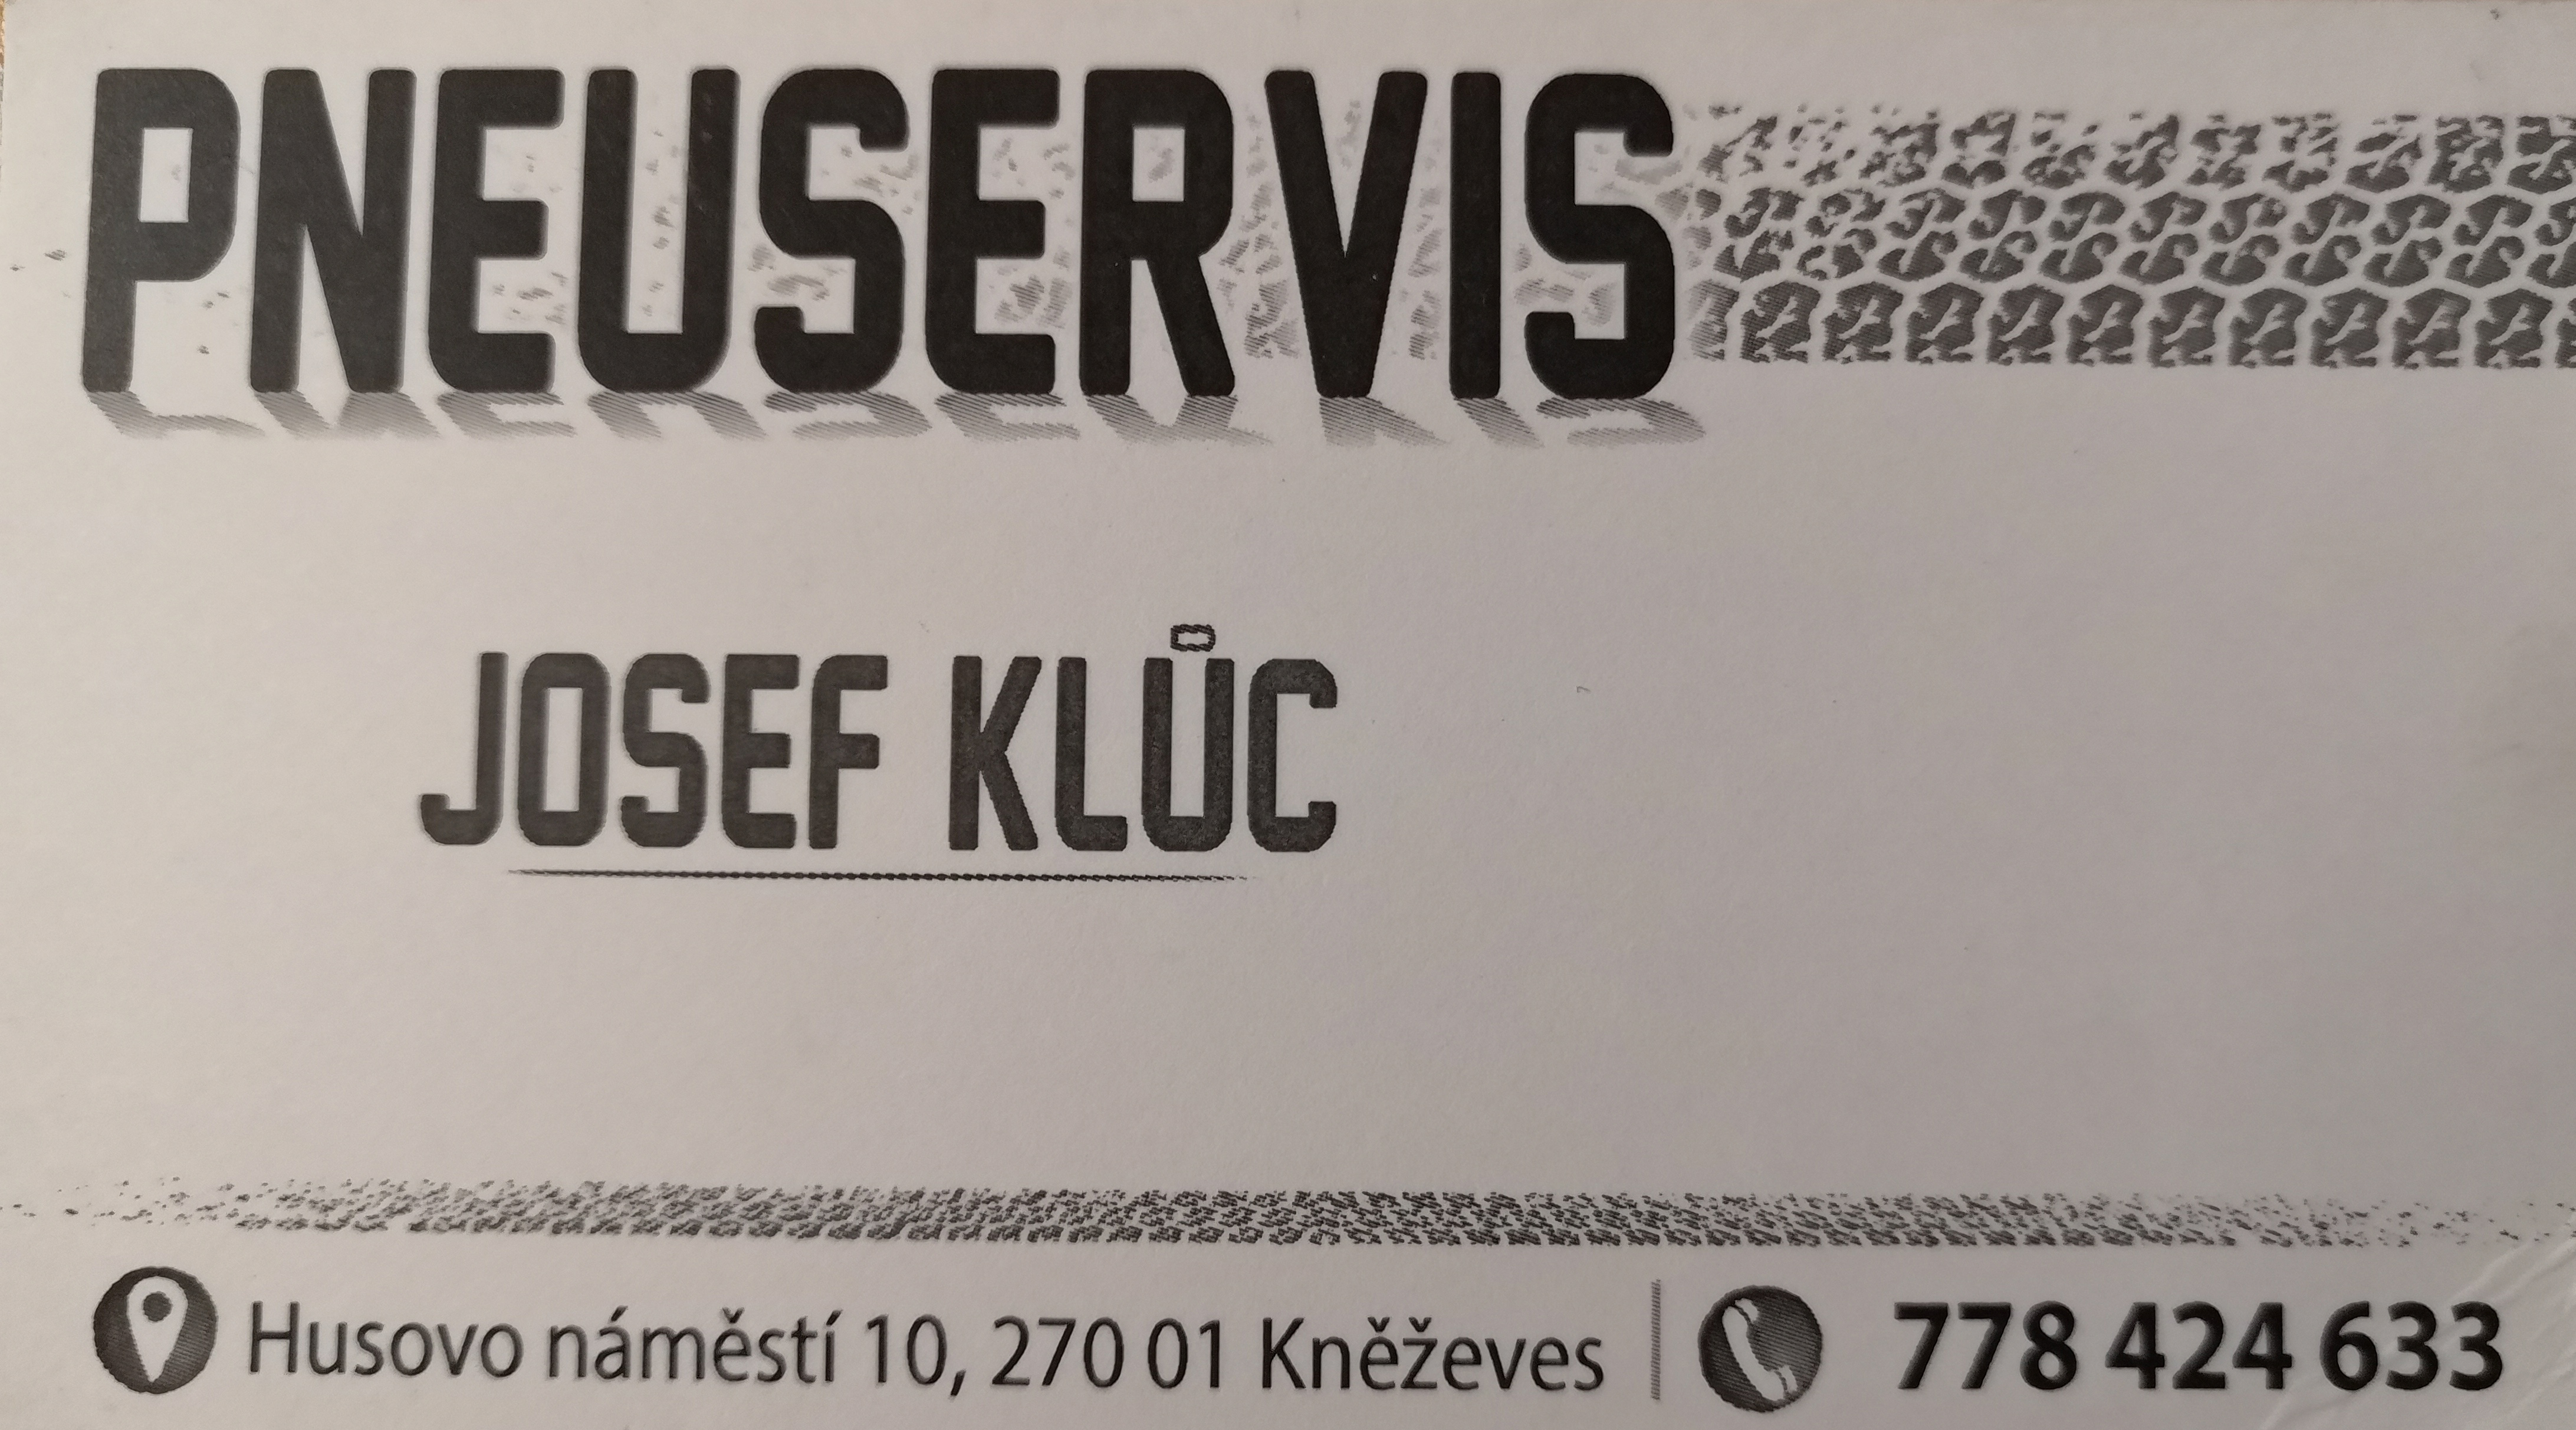 PNEUSERVIS
JOSEF KLŮC
Husovo náměstí 10, 270 01 Kněževes | 778 424 633